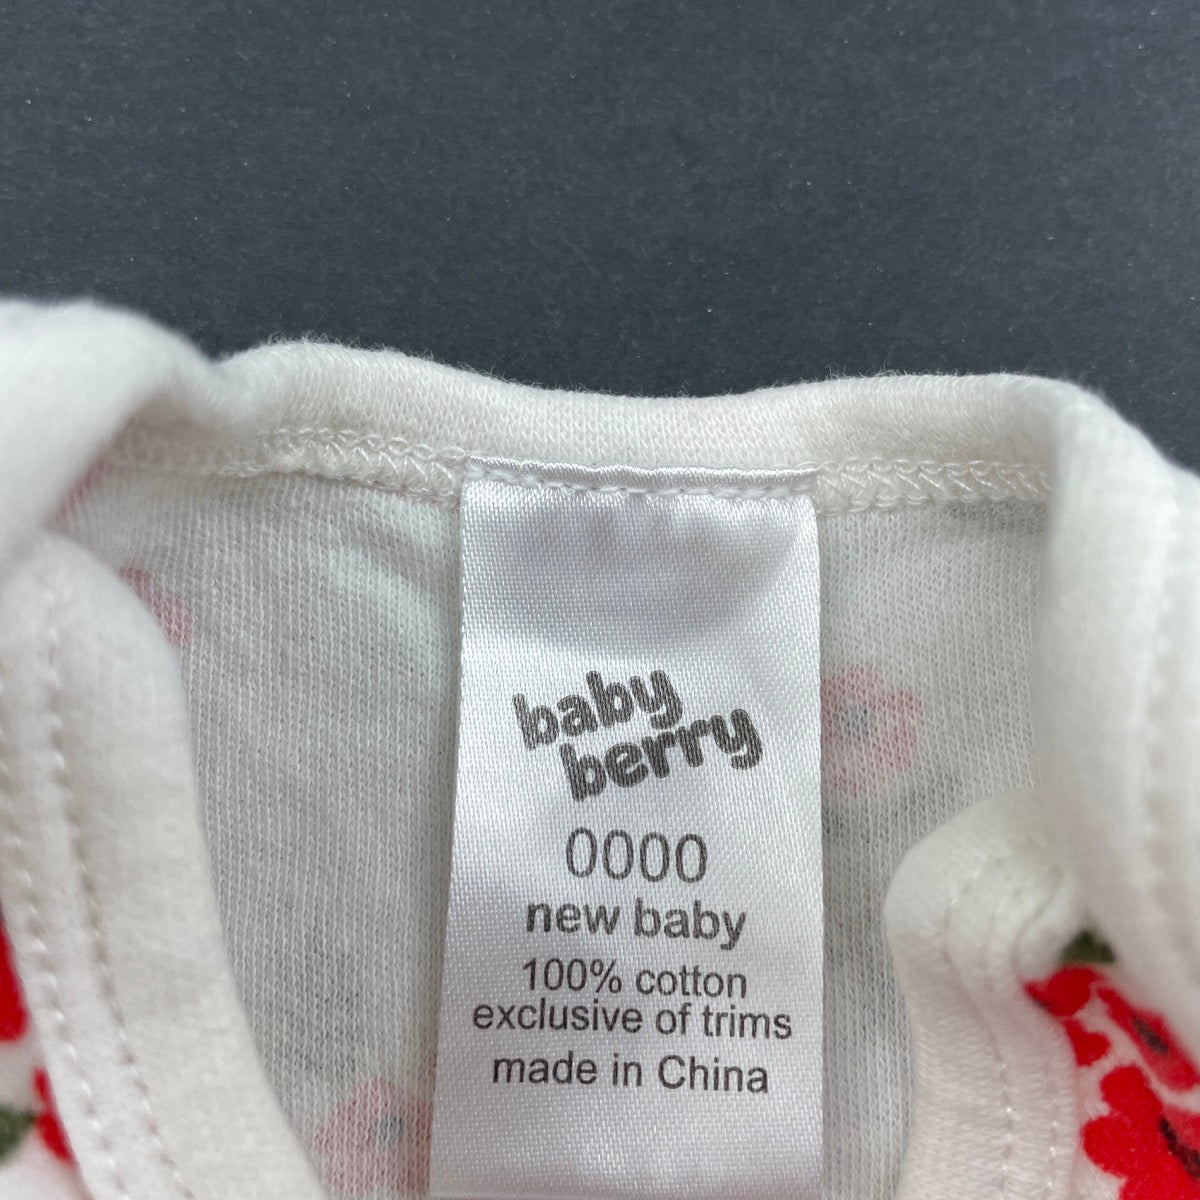 baby
berry
0000
new baby
100% cotton
exclusive of trims
made in China